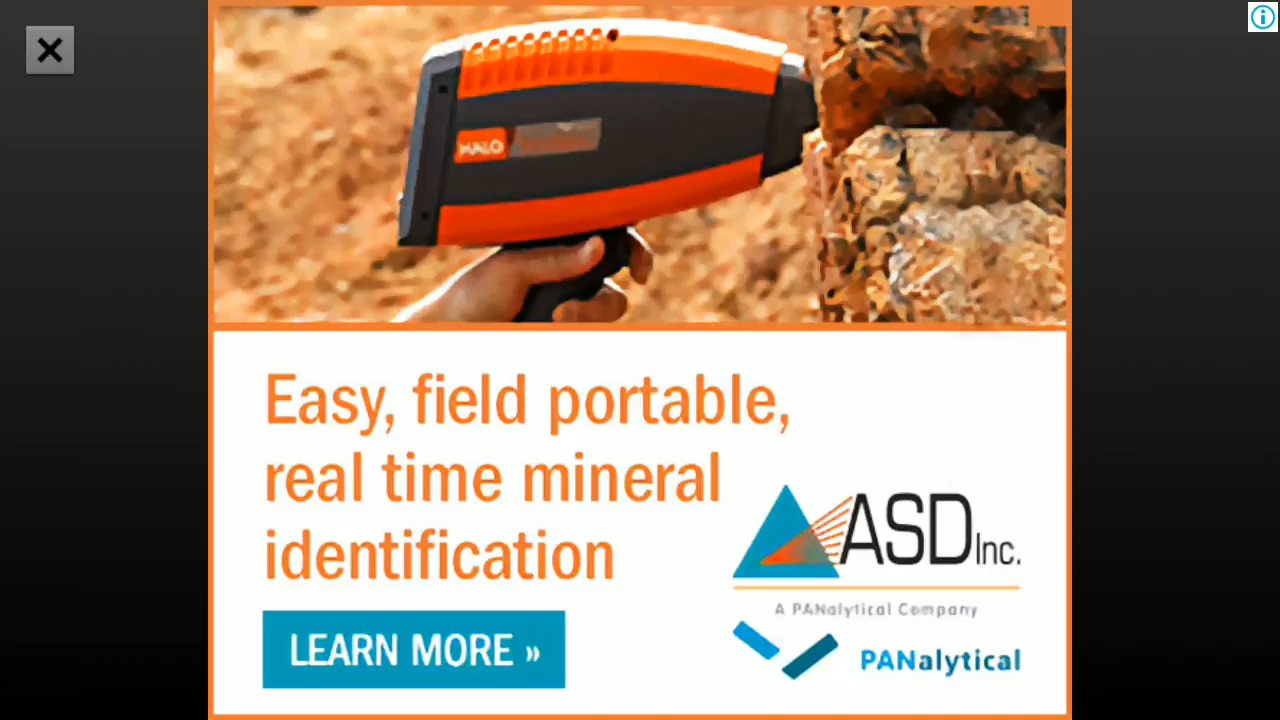 HALO
Easy, field portable,
real time mineral
identification
LEARN MORE »
ASD Inc.
A PANalytical Company
PANalytical